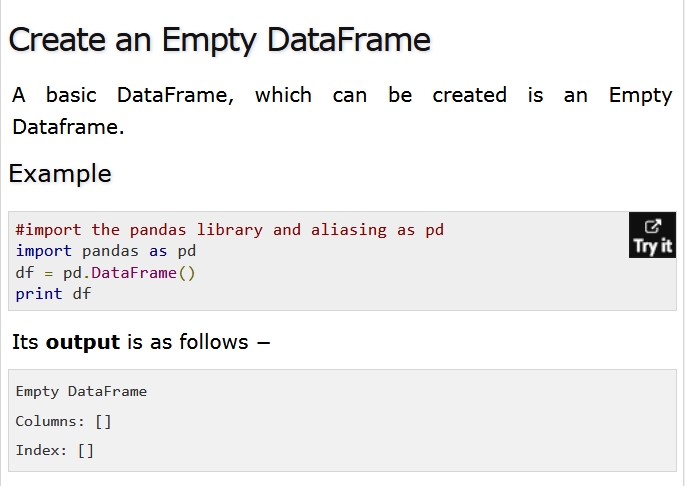 Create an Empty DataFrame
A basic DataFrame, which can be created is an Empty
Dataframe.
Example
#import the pandas library and aliasing as pd
import pandas as pd
df = pd.DataFrame()
print df
Try it
Its output is as follows −
Empty DataFrame
Columns: []
Index: []